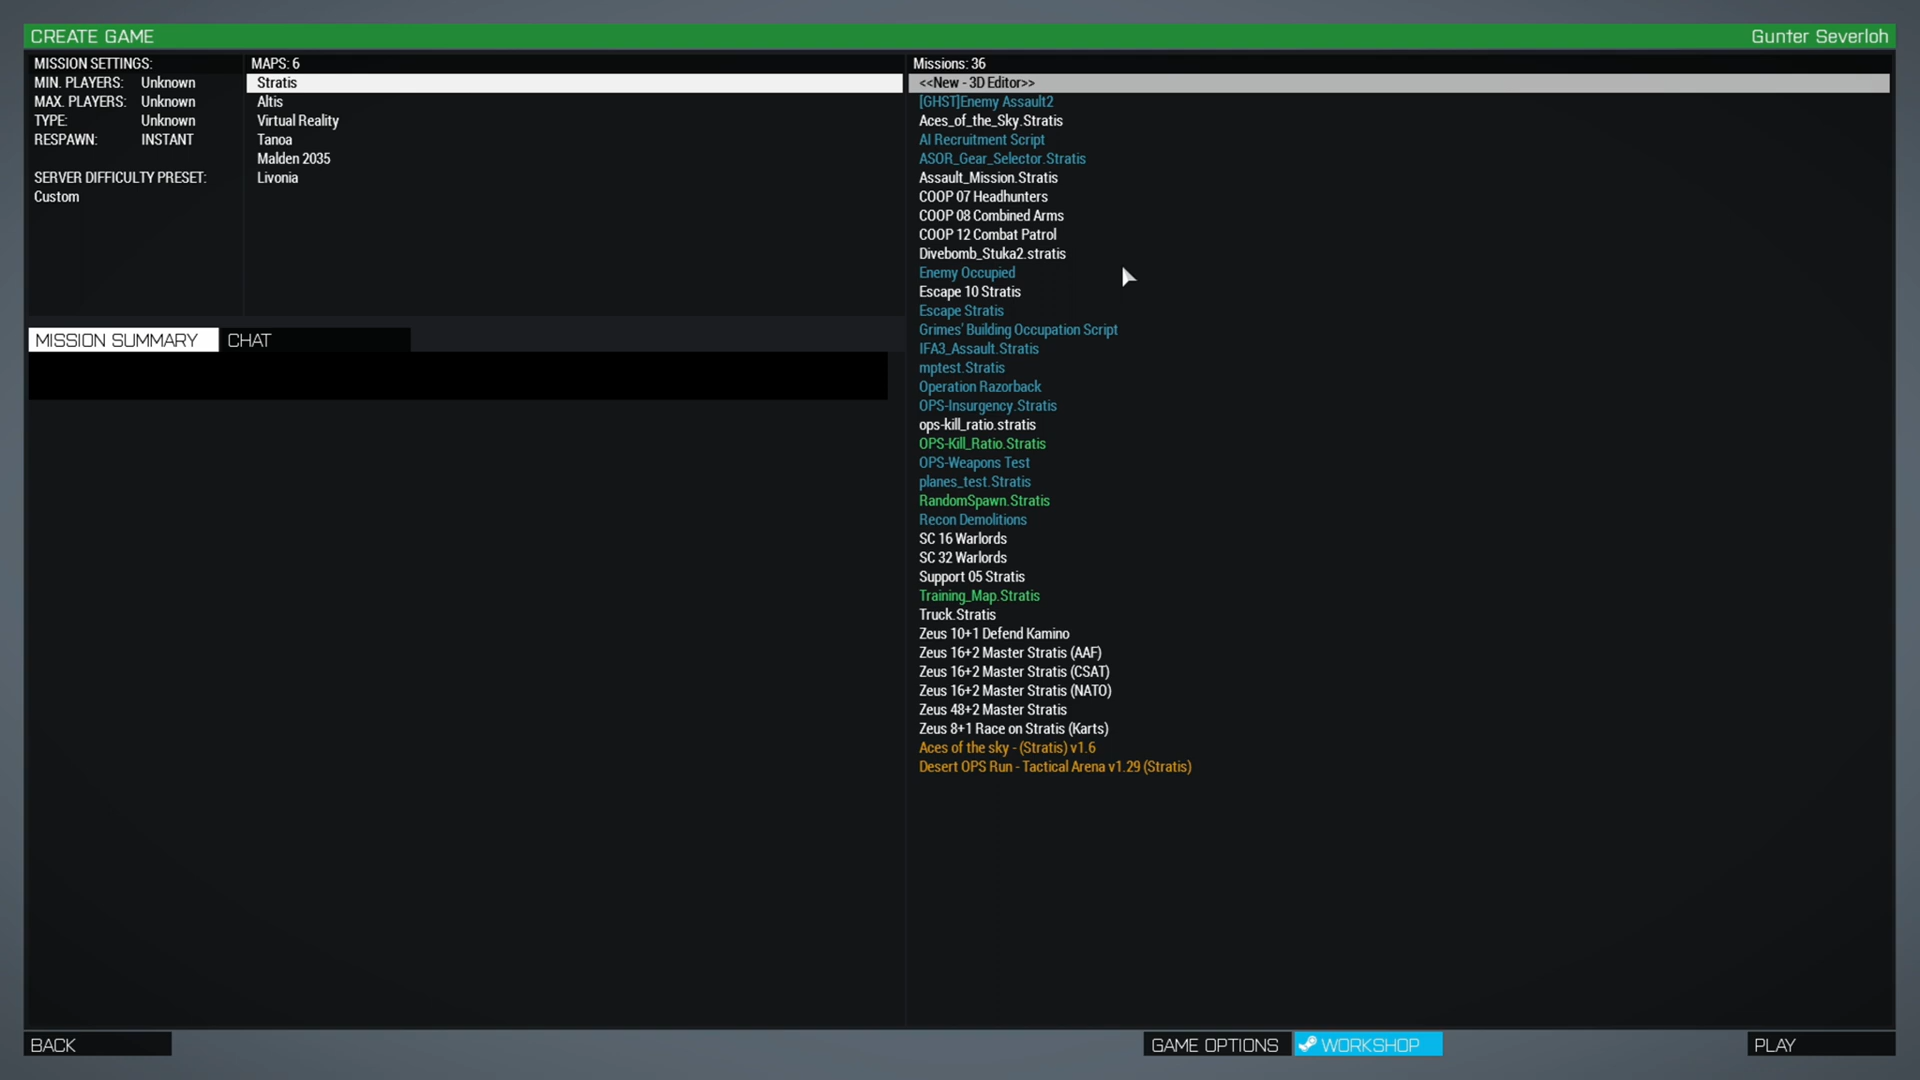 CREATE GAME
Gunter Severloh
MISSION SETTINGS:
MIN. PLAYERS: Unknown
MAX. PLAYERS: Unknown
TYPE: Unknown
RESPAWN: INSTANT
SERVER DIFFICULTY PRESET:
Custom
MAPS: 6
Stratis
Altis
Virtual Reality
Tanoa
Malden 2035
Livonia
MISSION SUMMARY
CHAT
Missions: 36
<<New - 3D Editor>>
[GHST]Enemy Assault2
Aces_of_the_Sky.Stratis
AI Recruitment Script
ASOR_Gear_Selector.Stratis
Assault_Mission.Stratis
COOP 07 Headhunters
COOP 08 Combined Arms
COOP 12 Combat Patrol
Divebomb_Stuka2.stratis
Enemy Occupied
Escape 10 Stratis
Escape Stratis
Grimes' Building Occupation Script
IFA3_Assault.Stratis
mptest.Stratis
Operation Razorback
OPS-Insurgency.Stratis
ops-kill_ratio.stratis
OPS-Kill_Ratio.Stratis
OPS-Weapons Test
planes_test.Stratis
RandomSpawn.Stratis
Recon Demolitions
SC 16 Warlords
SC 32 Warlords
Support 05 Stratis
Training_Map.Stratis
Truck.Stratis
Zeus 10+1 Defend Kamino
Zeus 16+2 Master Stratis (AAF)
Zeus 16+2 Master Stratis (CSAT)
Zeus 16+2 Master Stratis (NATO)
Zeus 48+2 Master Stratis
Zeus 8+1 Race on Stratis (Karts)
Aces of the sky - (Stratis) v1.6
Desert OPS Run - Tactical Arena v1.29 (Stratis)
BACK
GAME OPTIONS
WORKSHOP
PLAY